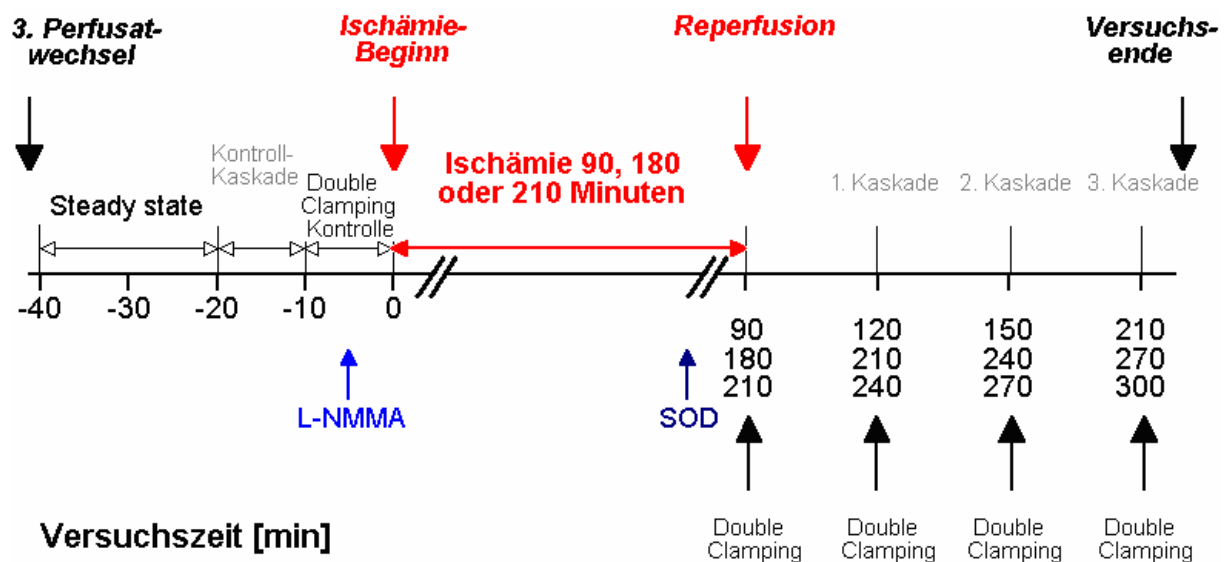 3. Perfusat-
wechsel
Ischämie-
Beginn
Reperfusion
Versuchs-
ende
Kontroll-
Kaskade
Double
Clamping
Kontrolle
Steady state
Ischämie 90, 180
oder 210 Minuten
1. Kaskade 2. Kaskade 3. Kaskade
-40 -30 -20 -10 0
90 120 150 210
180 210 240 270
210 240 270 300
L-NMMA
SOD
Versuchszeit [min]
Double Double Double Double
Clamping Clamping Clamping Clamping